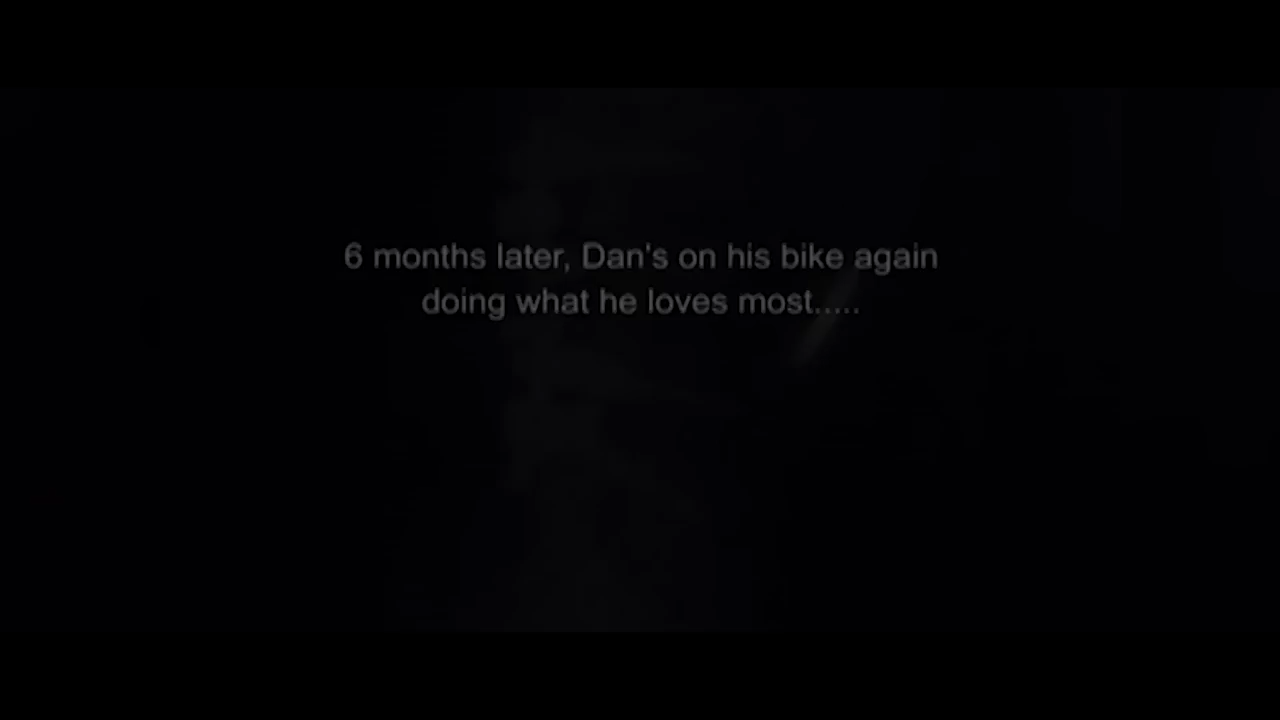 6 months later, Dan's on his bike again
doing what he loves most.....